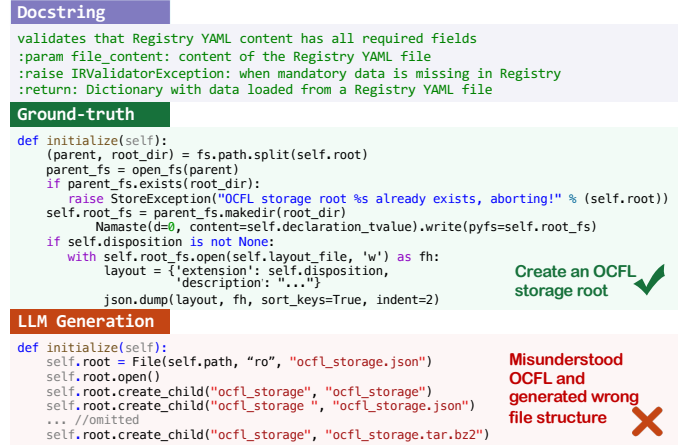 Docstring
validates that Registry YAML content has all required fields
:param file_content: content of the Registry YAML file
:raise IRValidatorException: when mandatory data is missing in Registry
:return: Dictionary with data loaded from a Registry YAML file
Ground-truth
def initialize(self):
    (parent, root_dir) = fs.path.split(self.root)
    parent_fs = open_fs(parent)
    if parent_fs.exists(root_dir):
        raise StoreException("OCFL storage root %s already exists, aborting!" % (self.root))
    self.root_fs = parent_fs.makedir(root_dir)
            Namaste(d=0, content=self.declaration_tvalue).write(pyfs=self.root_fs)
    if self.disposition is not None:
        with self.root_fs.open(self.layout_file, 'w') as fh:
            layout = {'extension': self.disposition,
                      'description': "..."}
            json.dump(layout, fh, sort_keys=True, indent=2)
Create an OCFL
storage root
LLM Generation
def initialize(self):
    self.root = File(self.path, “ro”, "ocfl_storage.json")
    self.root.open()
    self.root.create_child("ocfl_storage", "ocfl_storage")
    self.root.create_child("ocfl_storage ", "ocfl_storage.json")
    ... //omitted
    self.root.create_child("ocfl_storage", "ocfl_storage.tar.bz2")
Misunderstood
OCFL and
generated wrong
file structure